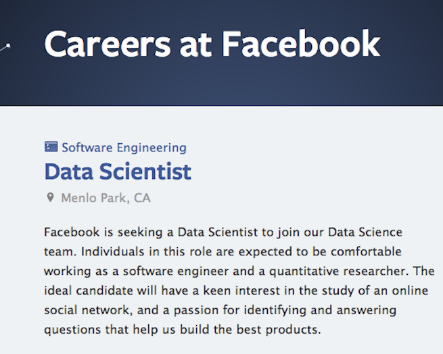 Careers at Facebook
Software Engineering
Data Scientist
Menlo Park, CA
Facebook is seeking a Data Scientist to join our Data Science
team. Individuals in this role are expected to be comfortable
working as a software engineer and a quantitative researcher. The
ideal candidate will have a keen interest in the study of an online
social network, and a passion for identifying and answering
questions that help us build the best products.